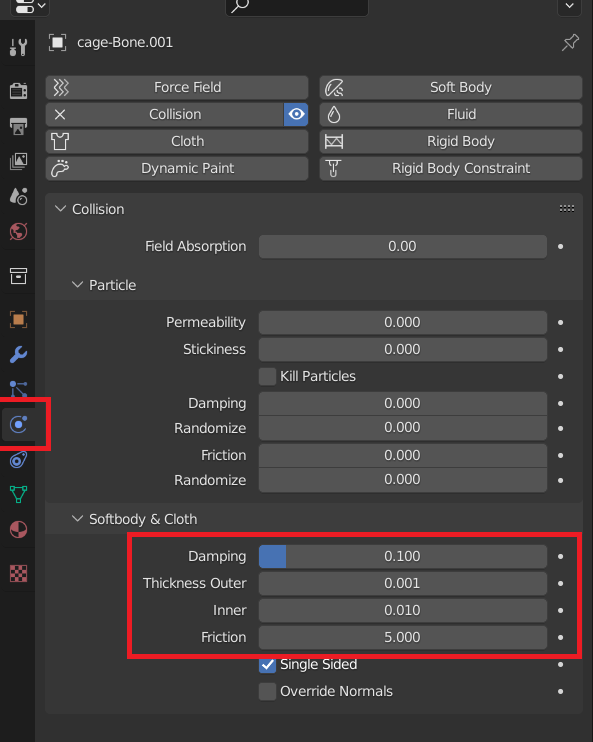 cage-Bone.001
Force Field Soft Body
Collision Fluid
Cloth Rigid Body
Dynamic Paint Rigid Body Constraint
Collision
Field Absorption 0.00
Particle
Permeability 0.000
Stickiness 0.000
Kill Particles
Damping 0.000
Randomize 0.000
Friction 0.000
Randomize 0.000
Softbody & Cloth
Damping 0.100
Thickness Outer 0.001
Inner 0.010
Friction 5.000
Single Sided
Override Normals